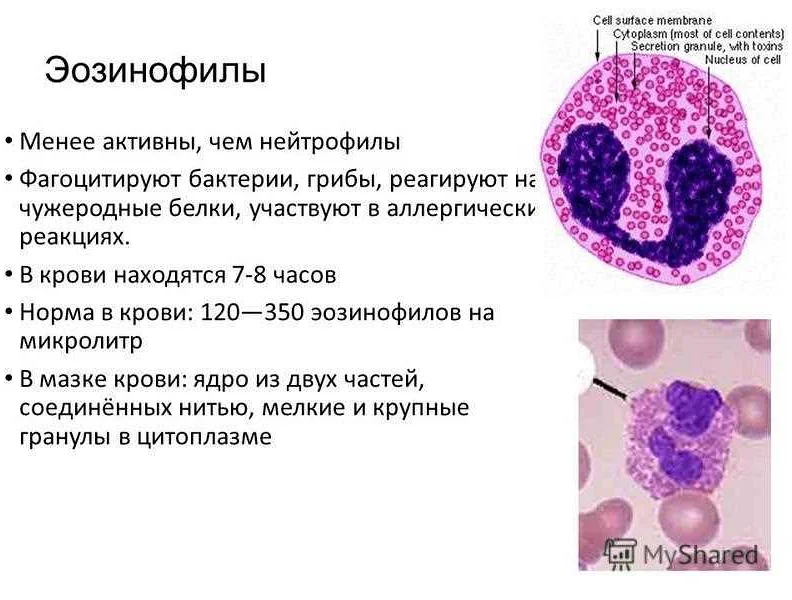 Cell surface membrane
Cytoplasm (most of cell contents)
Secretion granule, with toxins
Nucleus of cell
Эозинофилы
• Менее активны, чем нейтрофилы
• Фагоцитируют бактерии, грибы, реагируют на
чужеродные белки, участвуют в аллергически
реакциях.
• В крови находятся 7-8 часов
• Норма в крови: 120—350 эозинофилов на
микролитр
• В мазке крови: ядро из двух частей,
соединённых нитью, мелкие и крупные
гранулы в цитоплазме
MyShared